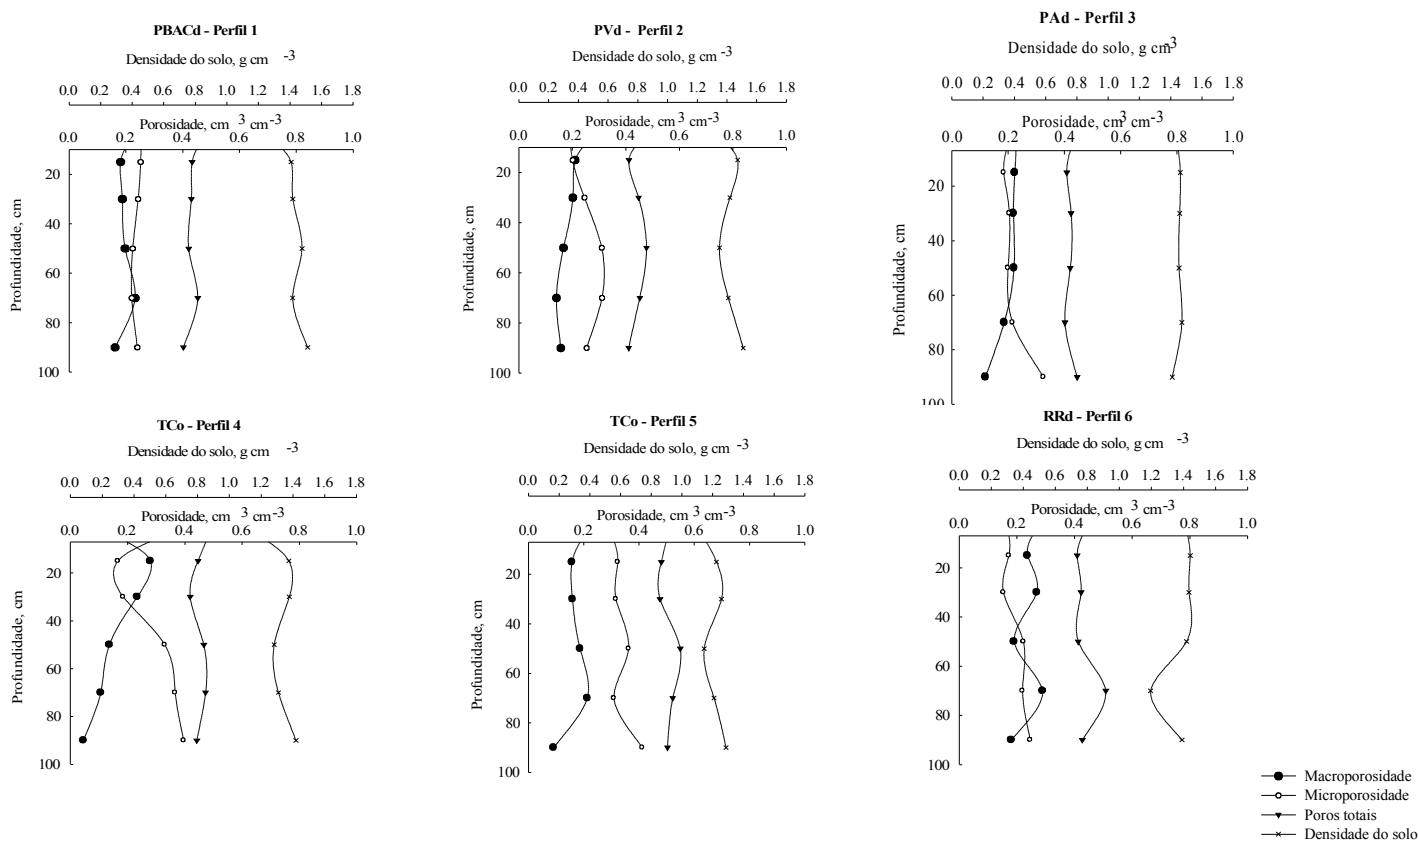 PBACd - Perfil 1
Densidade do solo, g cm -3
0.0 0.2 0.4 0.6 0.8 1.0 1.2 1.4 1.6 1.8
Porosidade, cm 3 cm-3
0.0 0.2 0.4 0.6 0.8 1.0
Profundidade, cm
20
40
60
80
100
PVd - Perfil 2
Densidade do solo, g cm -3
0.0 0.2 0.4 0.6 0.8 1.0 1.2 1.4 1.6 1.8
Porosidade, cm 3 cm-3
0.0 0.2 0.4 0.6 0.8 1.0
Profundidade, cm
20
40
60
80
100
PAd - Perfil 3
Densidade do solo, g cm-3
0.0 0.2 0.4 0.6 0.8 1.0 1.2 1.4 1.6 1.8
Porosidade, cm3 cm-3
0.0 0.2 0.4 0.6 0.8 1.0
Profundidade, cm
20
40
60
80
100
TCo - Perfil 4
Densidade do solo, g cm -3
0.0 0.2 0.4 0.6 0.8 1.0 1.2 1.4 1.6 1.8
Porosidade, cm 3 cm-3
0.0 0.2 0.4 0.6 0.8 1.0
Profundidade, cm
20
40
60
80
100
TCo - Perfil 5
Densidade do solo, g cm -3
0.0 0.2 0.4 0.6 0.8 1.0 1.2 1.4 1.6 1.8
Porosidade, cm 3 cm-3
0.0 0.2 0.4 0.6 0.8 1.0
Profundidade, cm
20
40
60
80
100
RRd - Perfil 6
Densidade do solo, g cm -3
0.0 0.2 0.4 0.6 0.8 1.0 1.2 1.4 1.6 1.8
Porosidade, cm 3 cm-3
0.0 0.2 0.4 0.6 0.8 1.0
Profundidade, cm
20
40
60
80
100
Macroporosidade
Microporosidade
Poros totais
Densidade do solo